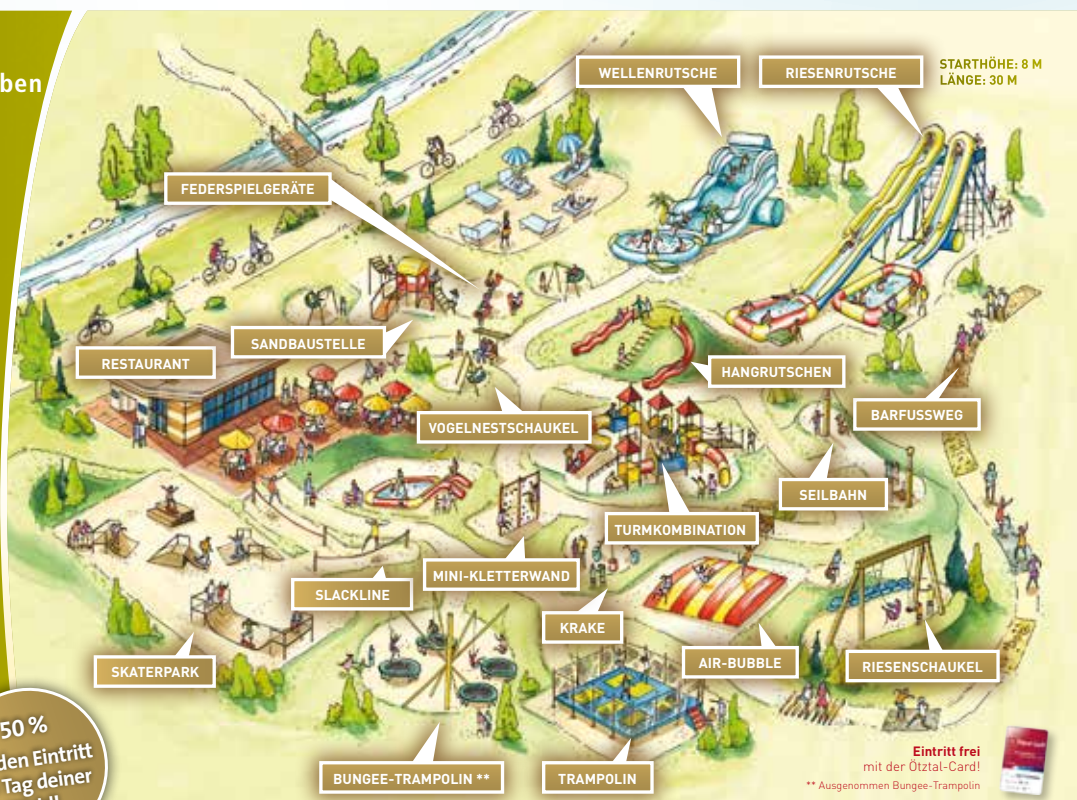 ben
WELLENRUTSCHE
RIESENRUTSCHE
STARTHÖHE: 8 M
LÄNGE: 30 M
FEDERSPIELGERÄTE
SANDBAUSTELLE
RESTAURANT
HANGRUTSCHEN
BARFUSSWEG
VOGELNESTSCHAUKEL
SEILBAHN
TURMKOMBINATION
MINI-KLETTERWAND
SLACKLINE
KRAKE
AIR-BUBBLE
RIESENSCHAUKEL
SKATERPARK
50 %
den Eintritt
Tag deiner
BUNGEE-TRAMPOLIN **
TRAMPOLIN
Eintritt frei
mit der Ötztal-Card!
** Ausgenommen Bungee-Trampolin